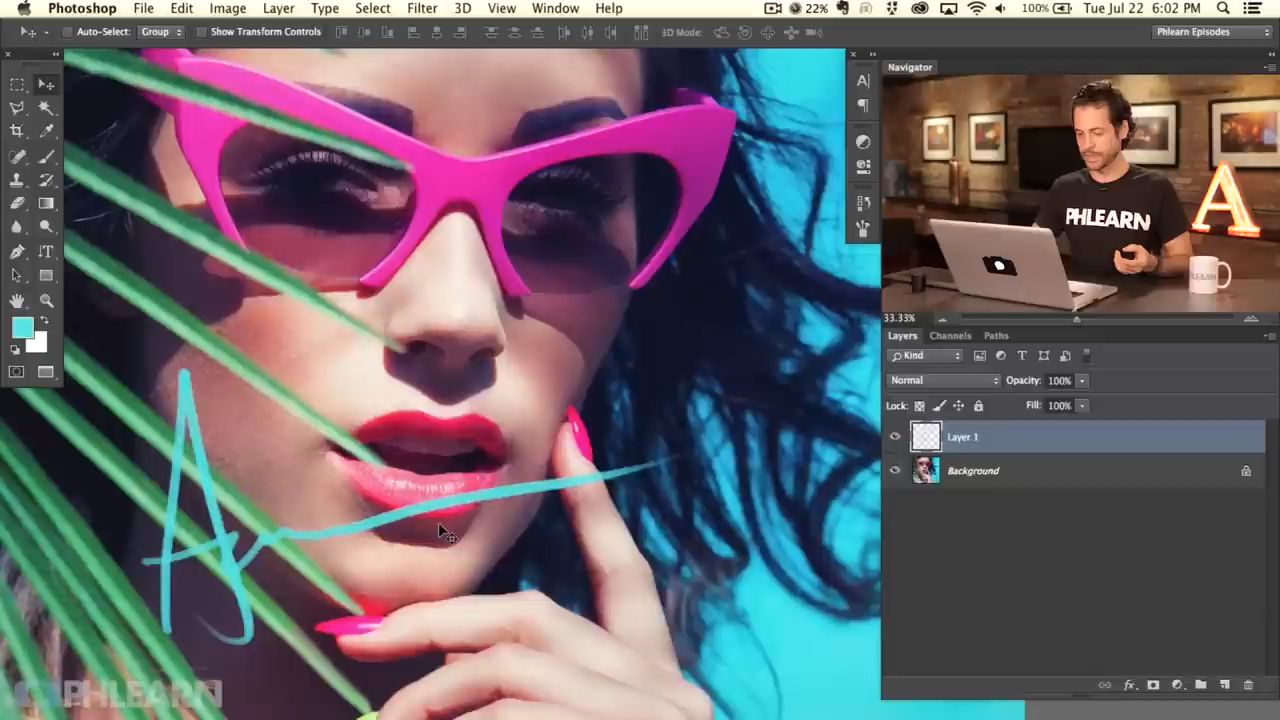 Photoshop File Edit Image Layer Type Select Filter 3D View Window Help 22% 100% Tue Jul 22 6:02 PM
Auto-Select: Group Show Transform Controls 3D Mode: Phlearn Episodes
Navigator
PHLEARN
A
PHLEARN
33.33%
Layers Channels Paths
Kind
Normal Opacity: 100%
Lock: Fill: 100%
Layer 1
Background
PHLEARN